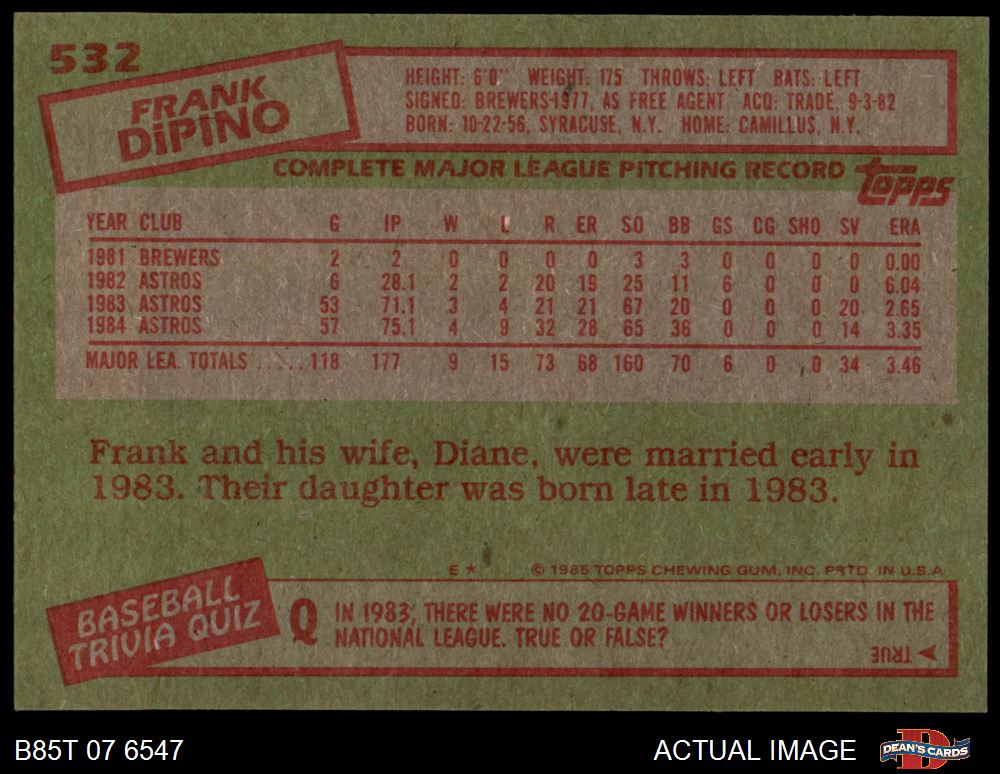 532
FRANK
DiPINO
HEIGHT: 6'0" WEIGHT: 175 THROWS: LEFT BATS: LEFT
SIGNED: BREWERS-1977, AS FREE AGENT ACQ: TRADE, 9-3-82
BORN: 10-22-56, SYRACUSE, N.Y. HOME: CAMILLUS, N.Y.
COMPLETE MAJOR LEAGUE PITCHING RECORD
topps
YEAR CLUB G IP W L R ER SO BB GS CG SHO SV ERA
1981 BREWERS 2 2 0 0 0 0 3 3 0 0 0 0 0.00
1982 ASTROS 6 28.1 2 2 20 19 25 11 6 0 0 0 6.04
1983 ASTROS 53 71.1 3 4 21 21 67 20 0 0 0 20 2.65
1984 ASTROS 57 75.1 4 9 32 28 65 36 0 0 0 14 3.35
MAJOR LEA. TOTALS .....118 177 9 15 73 68 160 70 6 0 0 34 3.46
Frank and his wife, Diane, were married early in
1983. Their daughter was born late in 1983.
E * © 1985 TOPPS CHEWING GUM, INC. PRTD. IN U.S.A.
BASEBALL
TRIVIA QUIZ
Q IN 1983, THERE WERE NO 20-GAME WINNERS OR LOSERS IN THE
NATIONAL LEAGUE. TRUE OR FALSE?
TRUE
B85T 07 6547
ACTUAL IMAGE
DEAN'S CARDS